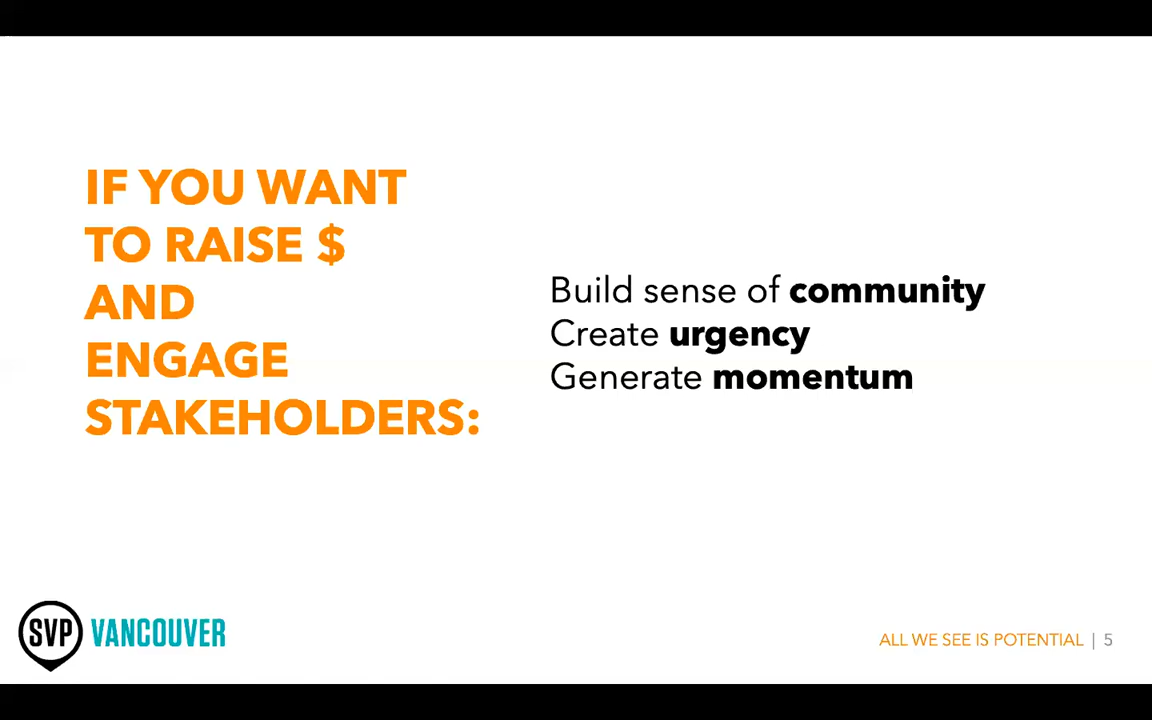 IF YOU WANT
TO RAISE $
AND
ENGAGE
STAKEHOLDERS:
Build sense of community
Create urgency
Generate momentum
SVP VANCOUVER
ALL WE SEE IS POTENTIAL | 5